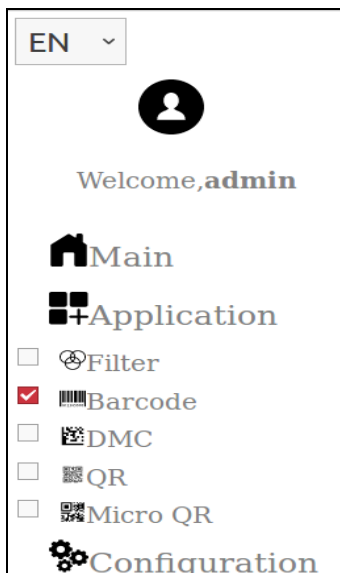 EN
Welcome,admin
Main
Application
Filter
Barcode
DMC
QR
Micro QR
Configuration